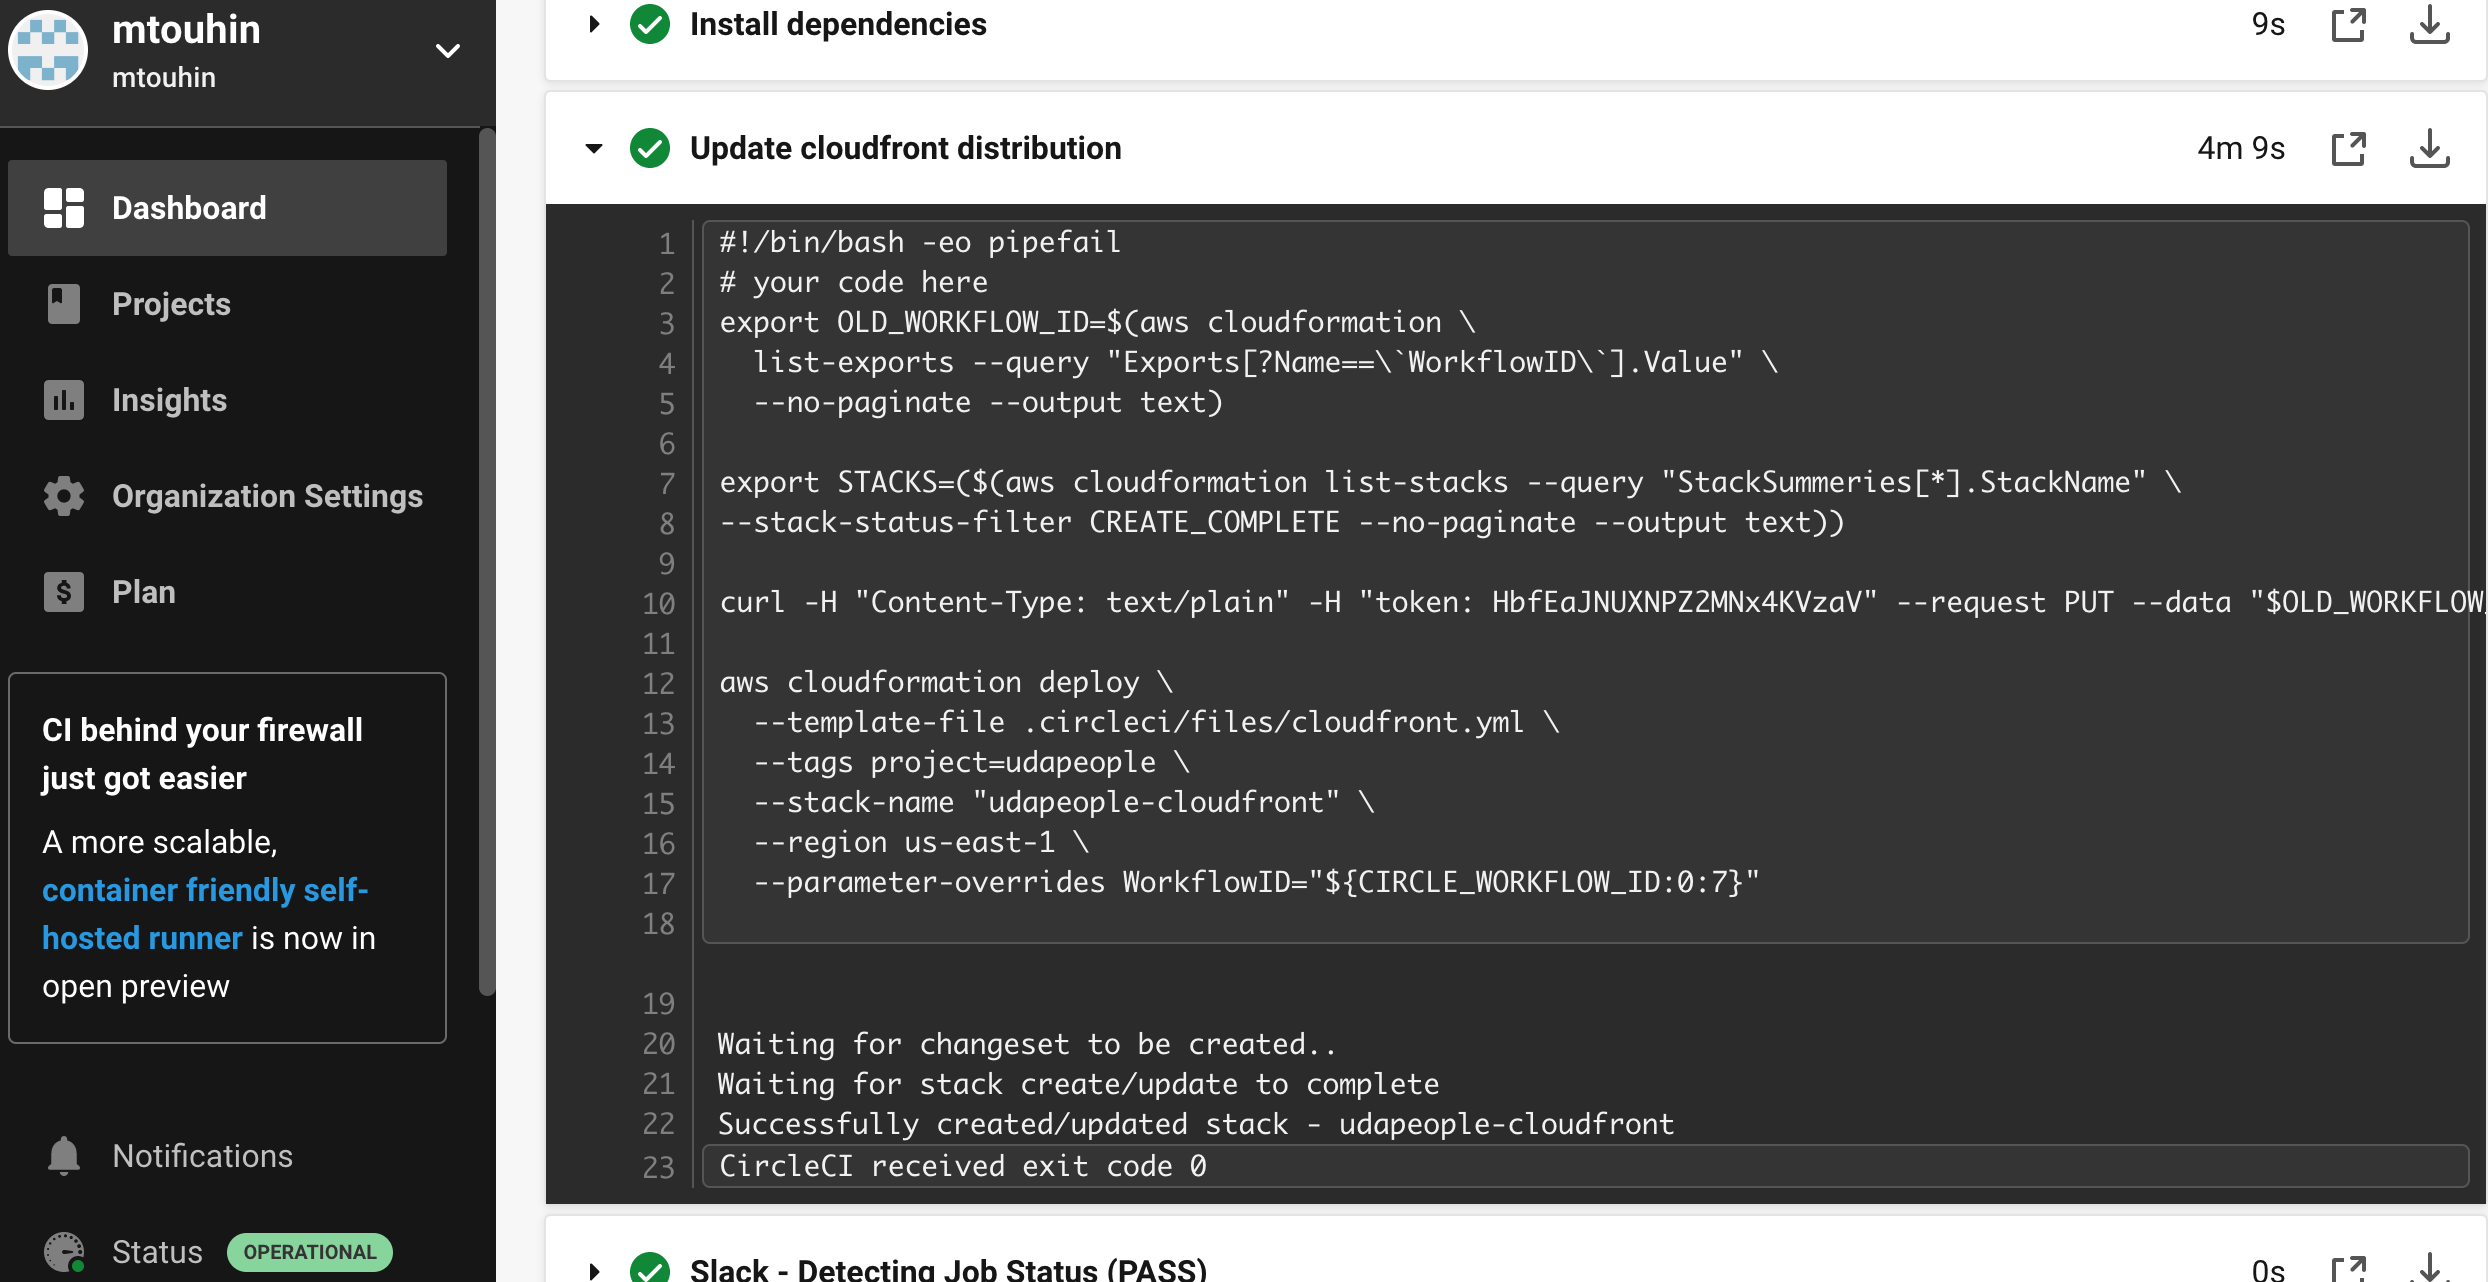 mtouhin
mtouhin
Dashboard
Projects
Insights
Organization Settings
Plan
CI behind your firewall
just got easier
A more scalable,
container friendly self-
hosted runner is now in
open preview
Notifications
Status OPERATIONAL
Install dependencies 9s
Update cloudfront distribution 4m 9s
1 #!/bin/bash -eo pipefail
2 # your code here
3 export OLD_WORKFLOW_ID=$(aws cloudformation \
4 list-exports --query "Exports[?Name==\`WorkflowID\`].Value" \
5 --no-paginate --output text)
6
7 export STACKS=($(aws cloudformation list-stacks --query "StackSummeries[*].StackName" \
8 --stack-status-filter CREATE_COMPLETE --no-paginate --output text))
9
10 curl -H "Content-Type: text/plain" -H "token: HbfEaJNUXNPZ2MNx4KVzaV" --request PUT --data "$OLD_WORKFLOW_
11
12 aws cloudformation deploy \
13 --template-file .circleci/files/cloudfront.yml \
14 --tags project=udapeople \
15 --stack-name "udapeople-cloudfront" \
16 --region us-east-1 \
17 --parameter-overrides WorkflowID="${CIRCLE_WORKFLOW_ID:0:7}"
18
19
20 Waiting for changeset to be created..
21 Waiting for stack create/update to complete
22 Successfully created/updated stack - udapeople-cloudfront
23 CircleCI received exit code 0
Slack - Detecting Job Status (PASS) 0s